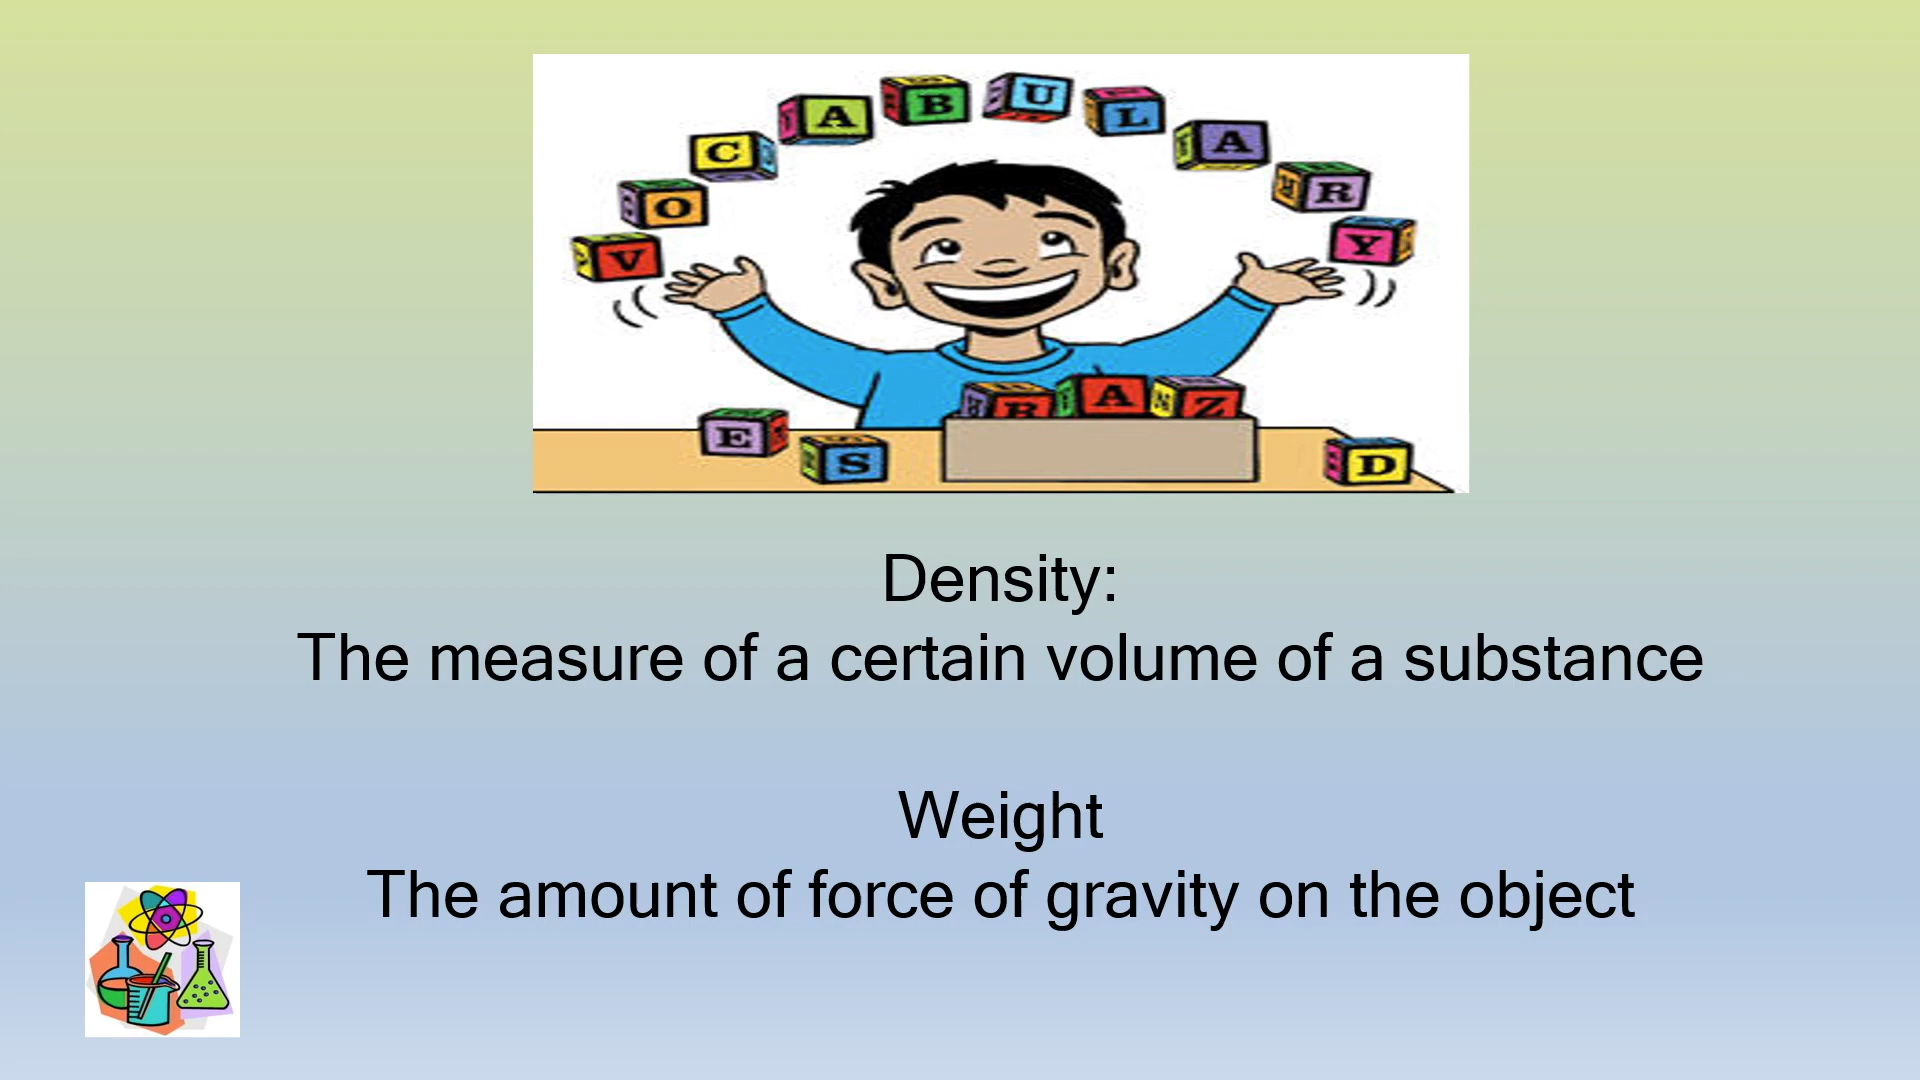 VOCABULARY
R A Z
E S D
Density:
The measure of a certain volume of a substance
Weight
The amount of force of gravity on the object